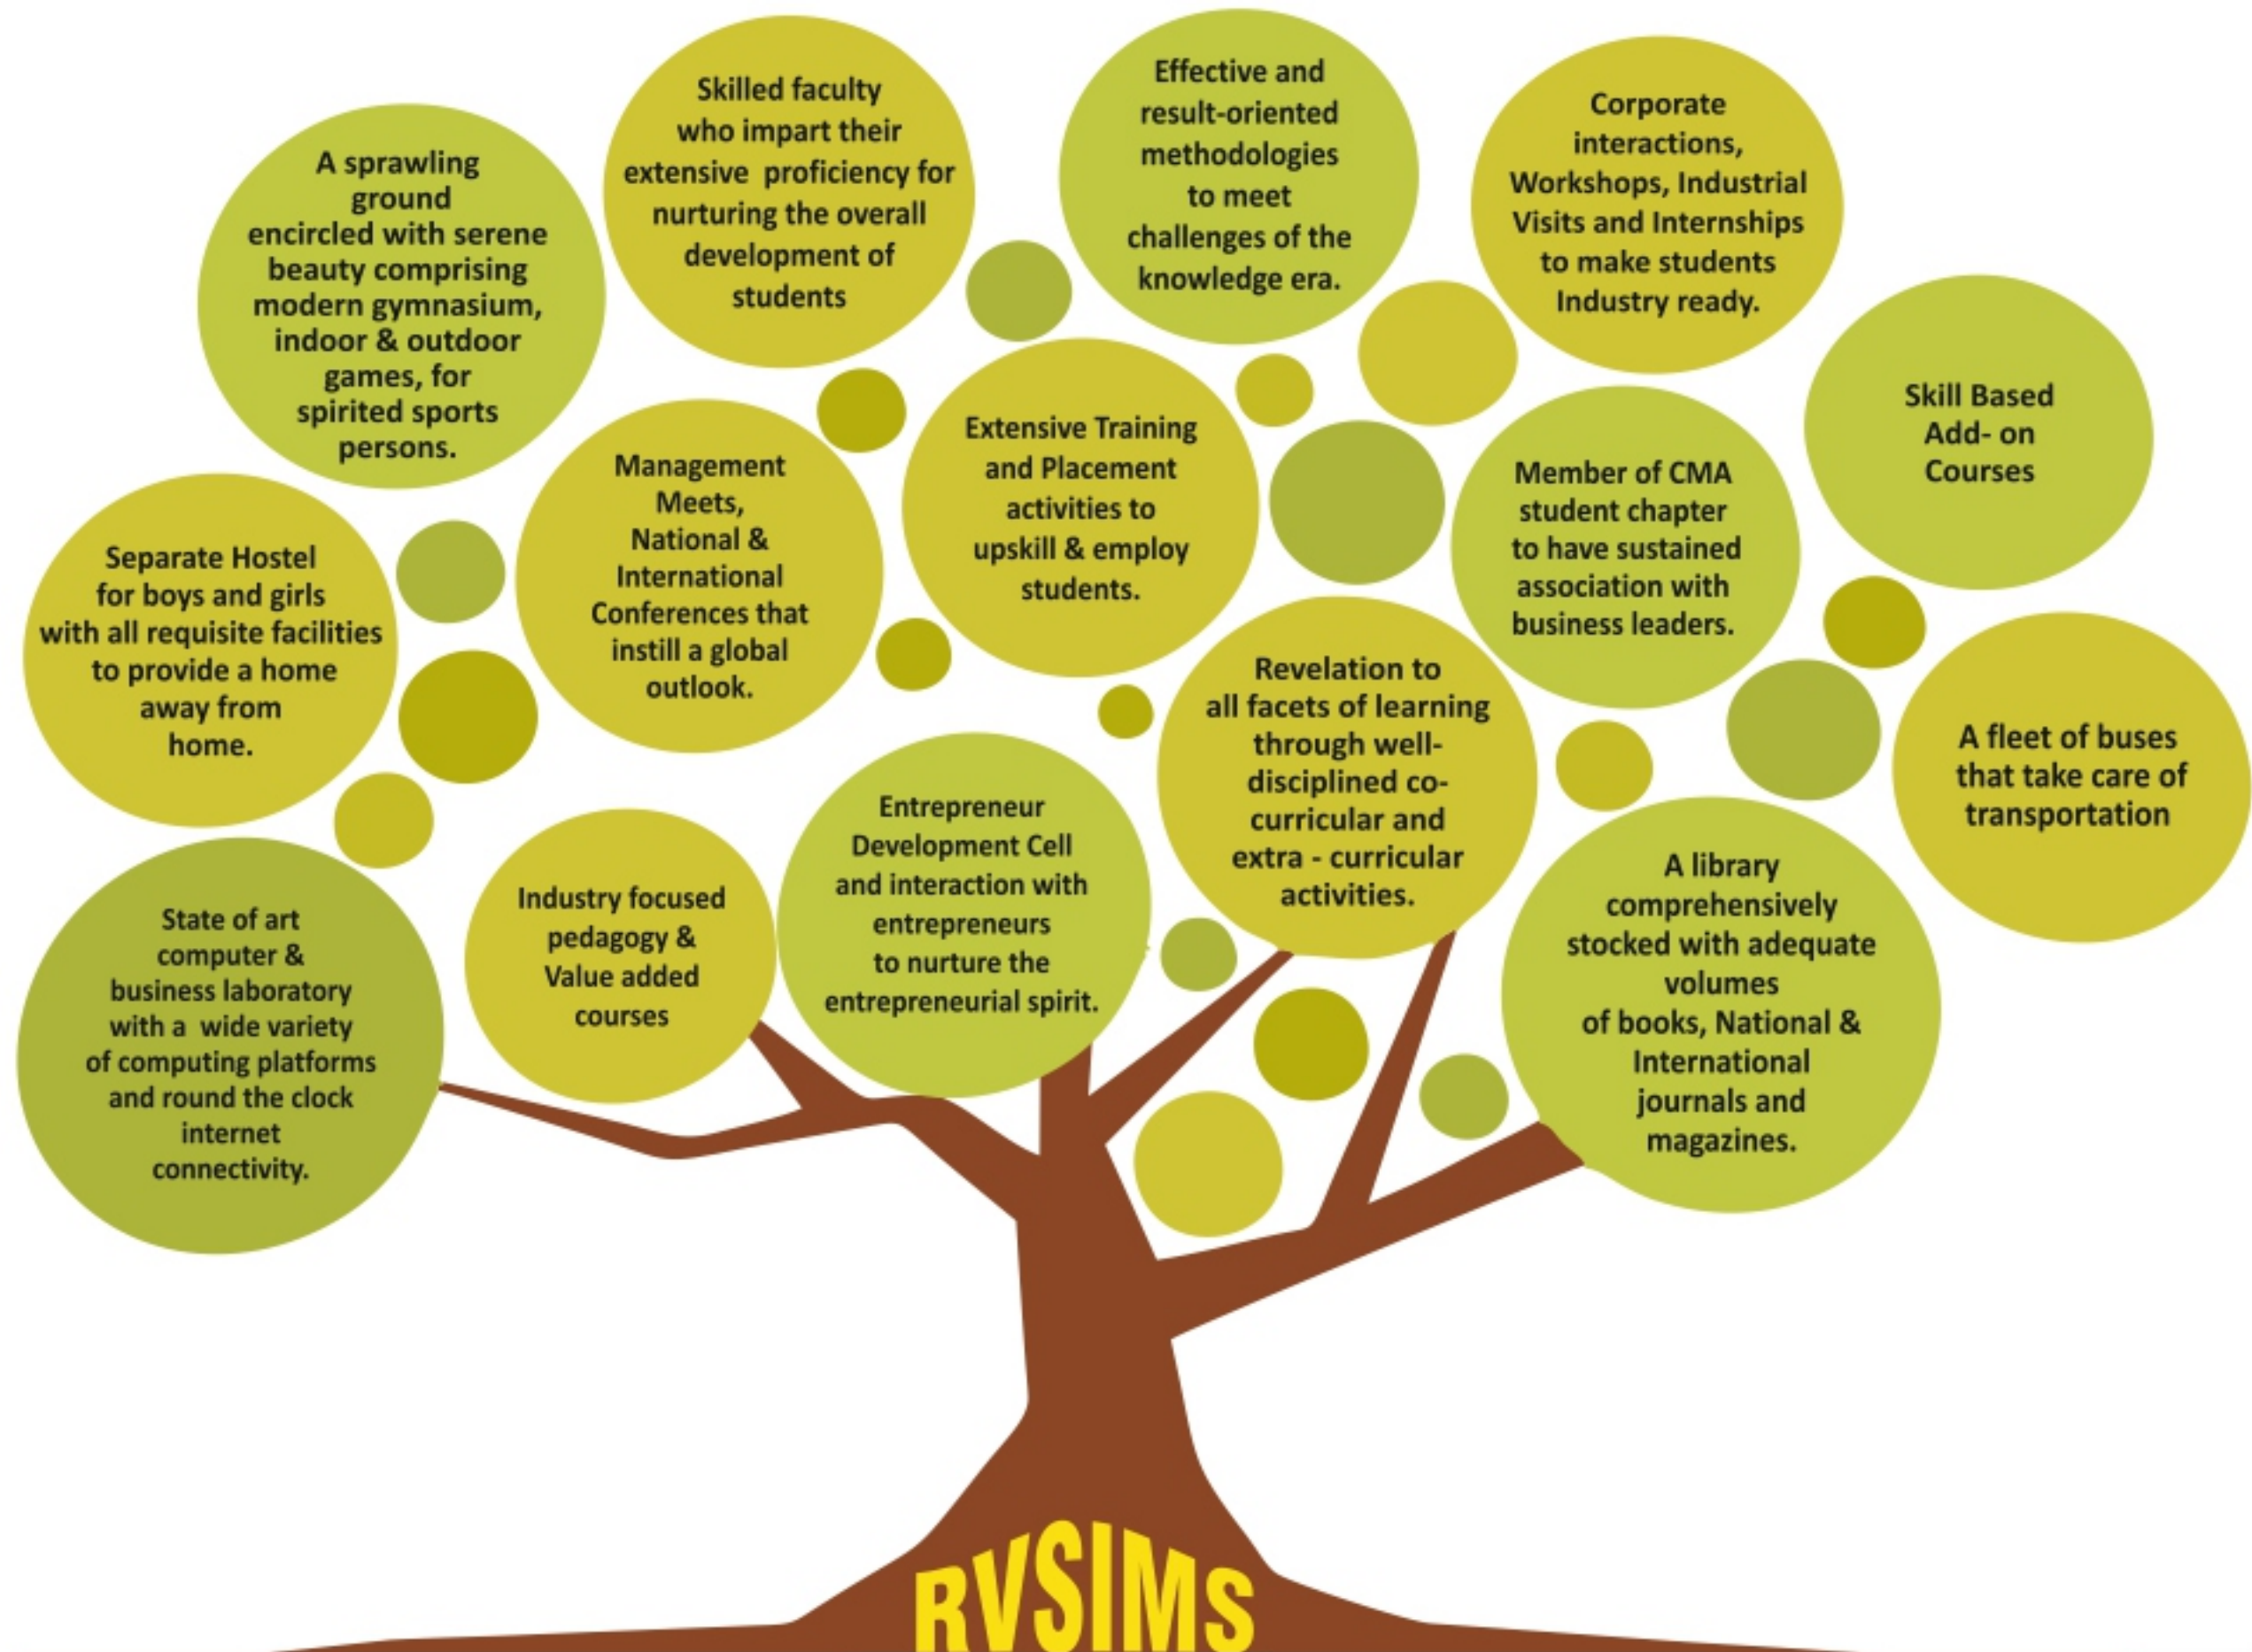 A sprawling
ground
encircled with serene
beauty comprising
modern gymnasium,
indoor & outdoor
games, for
spirited sports
persons.
Skilled faculty
who impart their
extensive proficiency for
nurturing the overall
development of
students
Effective and
result-oriented
methodologies
to meet
challenges of the
knowledge era.
Corporate
interactions,
Workshops, Industrial
Visits and Internships
to make students
Industry ready.
Skill Based
Add- on
Courses
Separate Hostel
for boys and girls
with all requisite facilities
to provide a home
away from
home.
Management
Meets,
National &
International
Conferences that
instill a global
outlook.
Extensive Training
and Placement
activities to
upskill & employ
students.
Member of CMA
student chapter
to have sustained
association with
business leaders.
Revelation to
all facets of learning
through well-
disciplined co-
curricular and
extra - curricular
activities.
A fleet of buses
that take care of
transportation
State of art
computer &
business laboratory
with a wide variety
of computing platforms
and round the clock
internet
connectivity.
Industry focused
pedagogy &
Value added
courses
Entrepreneur
Development Cell
and interaction with
entrepreneurs
to nurture the
entrepreneurial spirit.
A library
comprehensively
stocked with adequate
volumes
of books, National &
International
journals and
magazines.
RVSIMS